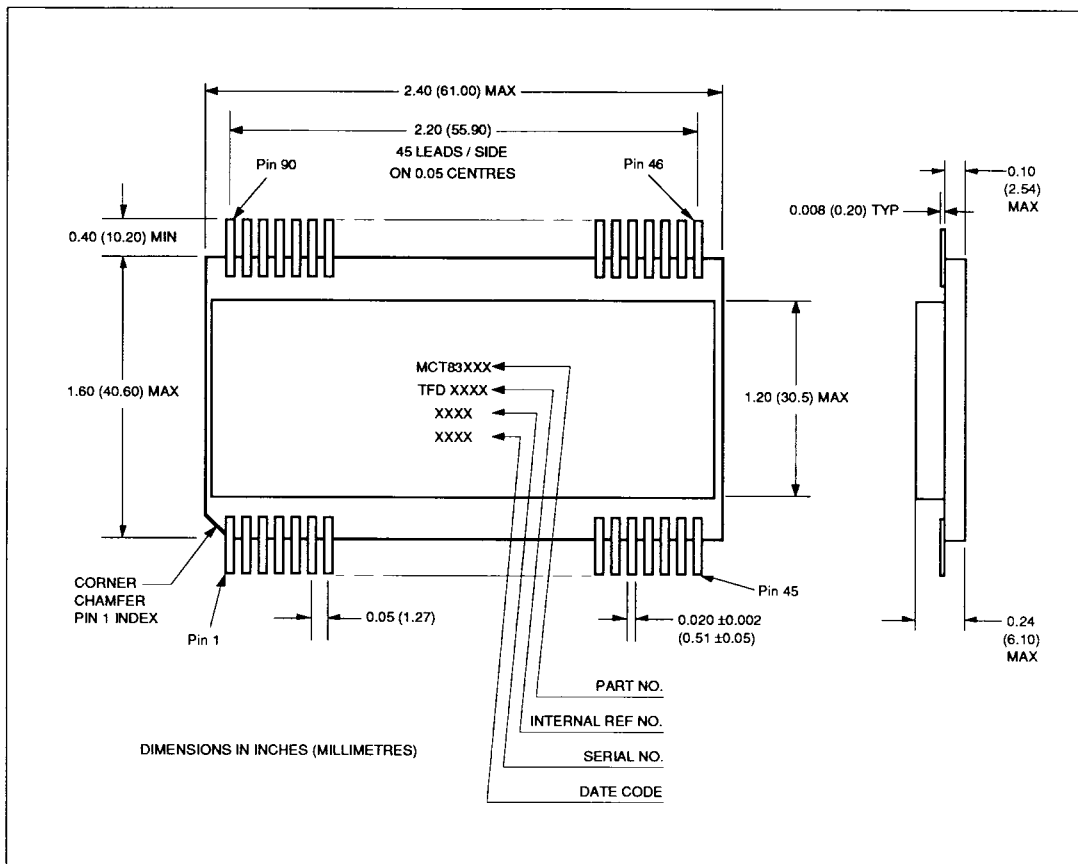 2.40 (61.00) MAX
2.20 (55.90)
45 LEADS / SIDE
ON 0.05 CENTRES
Pin 90
Pin 46
0.10
(2.54)
MAX
0.008 (0.20) TYP
0.40 (10.20) MIN
1.60 (40.60) MAX
MCT83XXX
TFD XXXX
XXXX
XXXX
1.20 (30.5) MAX
CORNER
CHAMFER
PIN 1 INDEX
Pin 1
0.05 (1.27)
0.020 ±0.002
(0.51 ±0.05)
Pin 45
0.24
(6.10)
MAX
PART NO.
INTERNAL REF NO.
SERIAL NO.
DATE CODE
DIMENSIONS IN INCHES (MILLIMETRES)